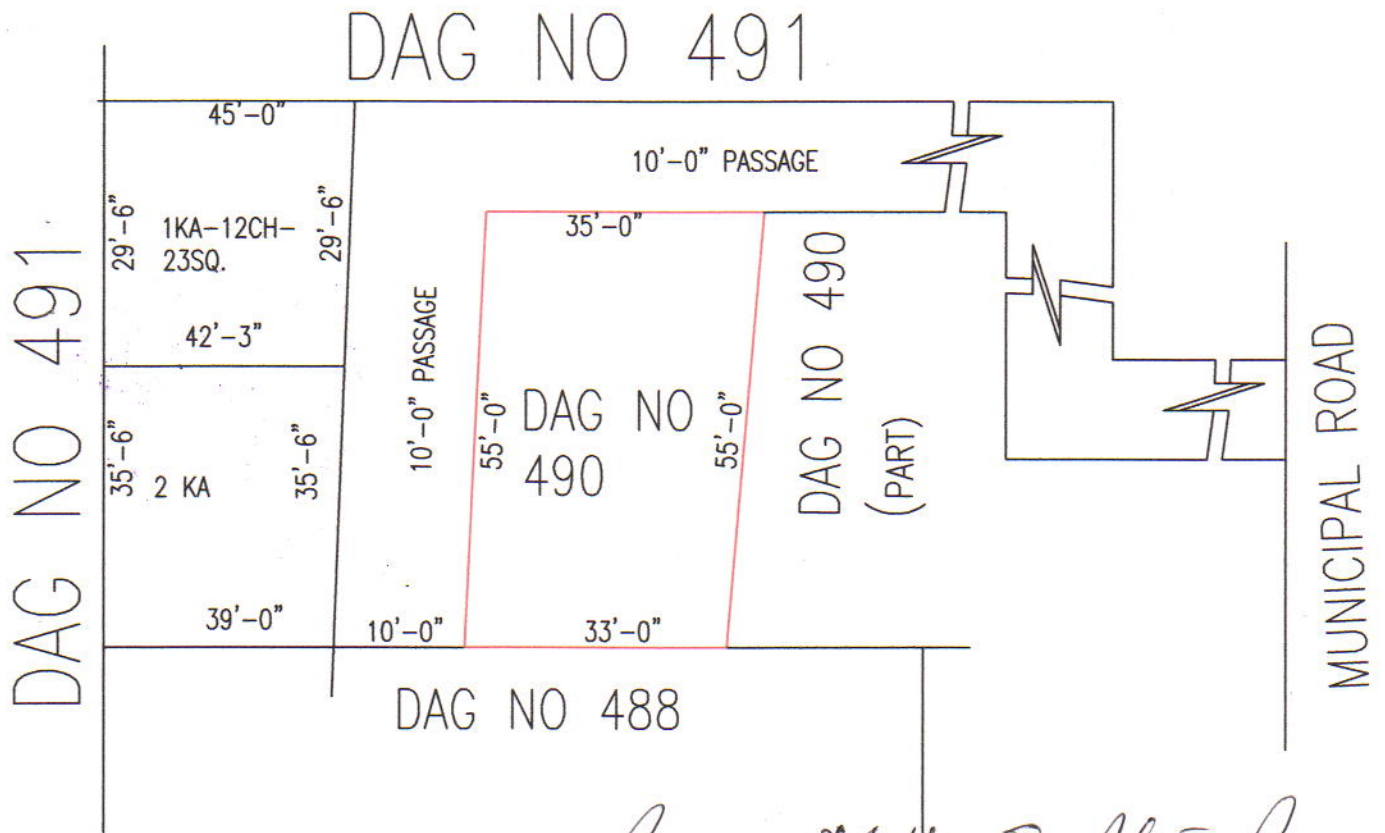 DAG NO 491
45'-0"
10'-0" PASSAGE
29'-6"
1KA-12CH-
23SQ.
29'-6"
35'-0"
42'-3"
DAG NO 491
10'-0" PASSAGE
55'-0"
DAG NO
490
55'-0"
DAG NO 490
(PART)
MUNICIPAL ROAD
35'-6"
2 KA
35'-6"
39'-0"
10'-0"
33'-0"
DAG NO 488